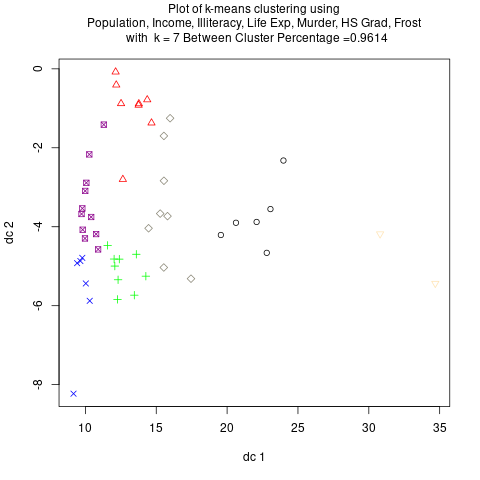 Plot of k-means clustering using
Population, Income, Illiteracy, Life Exp, Murder, HS Grad, Frost
with k = 7 Between Cluster Percentage =0.9614
0
-2
-4
-6
-8
dc 2
10 15 20 25 30 35
dc 1